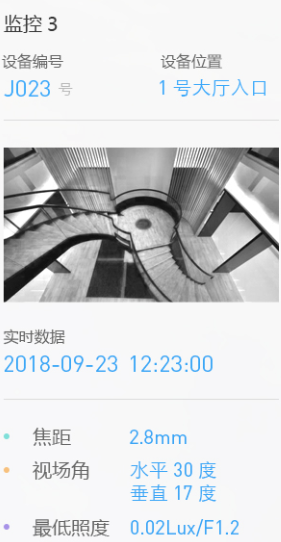 监控 3
设备编号 设备位置
J023 号 1 号大厅入口
实时数据
2018-09-23 12:23:00
焦距 2.8mm
视场角 水平 30 度
垂直 17 度
最低照度 0.02Lux/F1.2